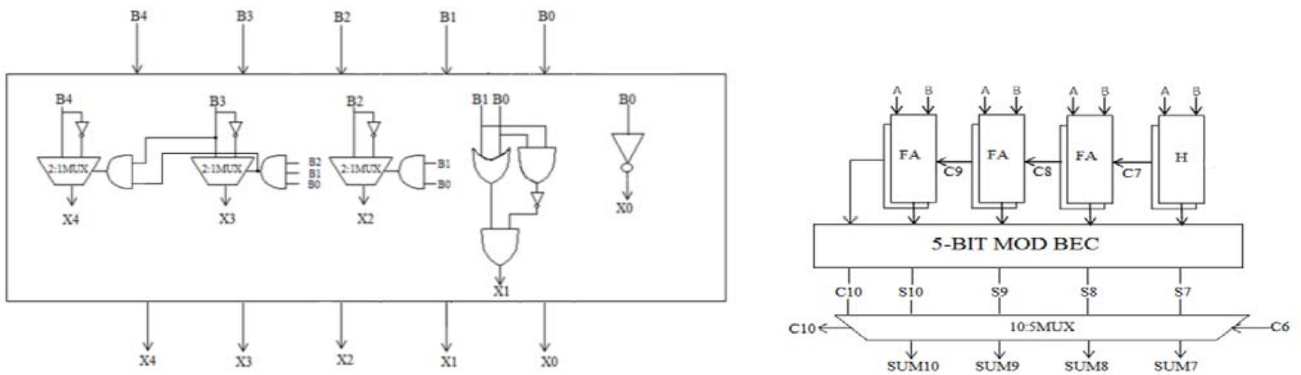 B4 B3 B2 B1 B0
B4 B3 B2 B1 B0 B0
2:1MUX 2:1MUX B2 B1 B0 2:1MUX B1 B0
X4 X3 X2 X0
X1
X4 X3 X2 X1 X0
A B A B A B A B
FA FA FA H
C9 C8 C7
5-BIT MOD BEC
C10 S10 S9 S8 S7
C10 10:5MUX C6
SUM10 SUM9 SUM8 SUM7